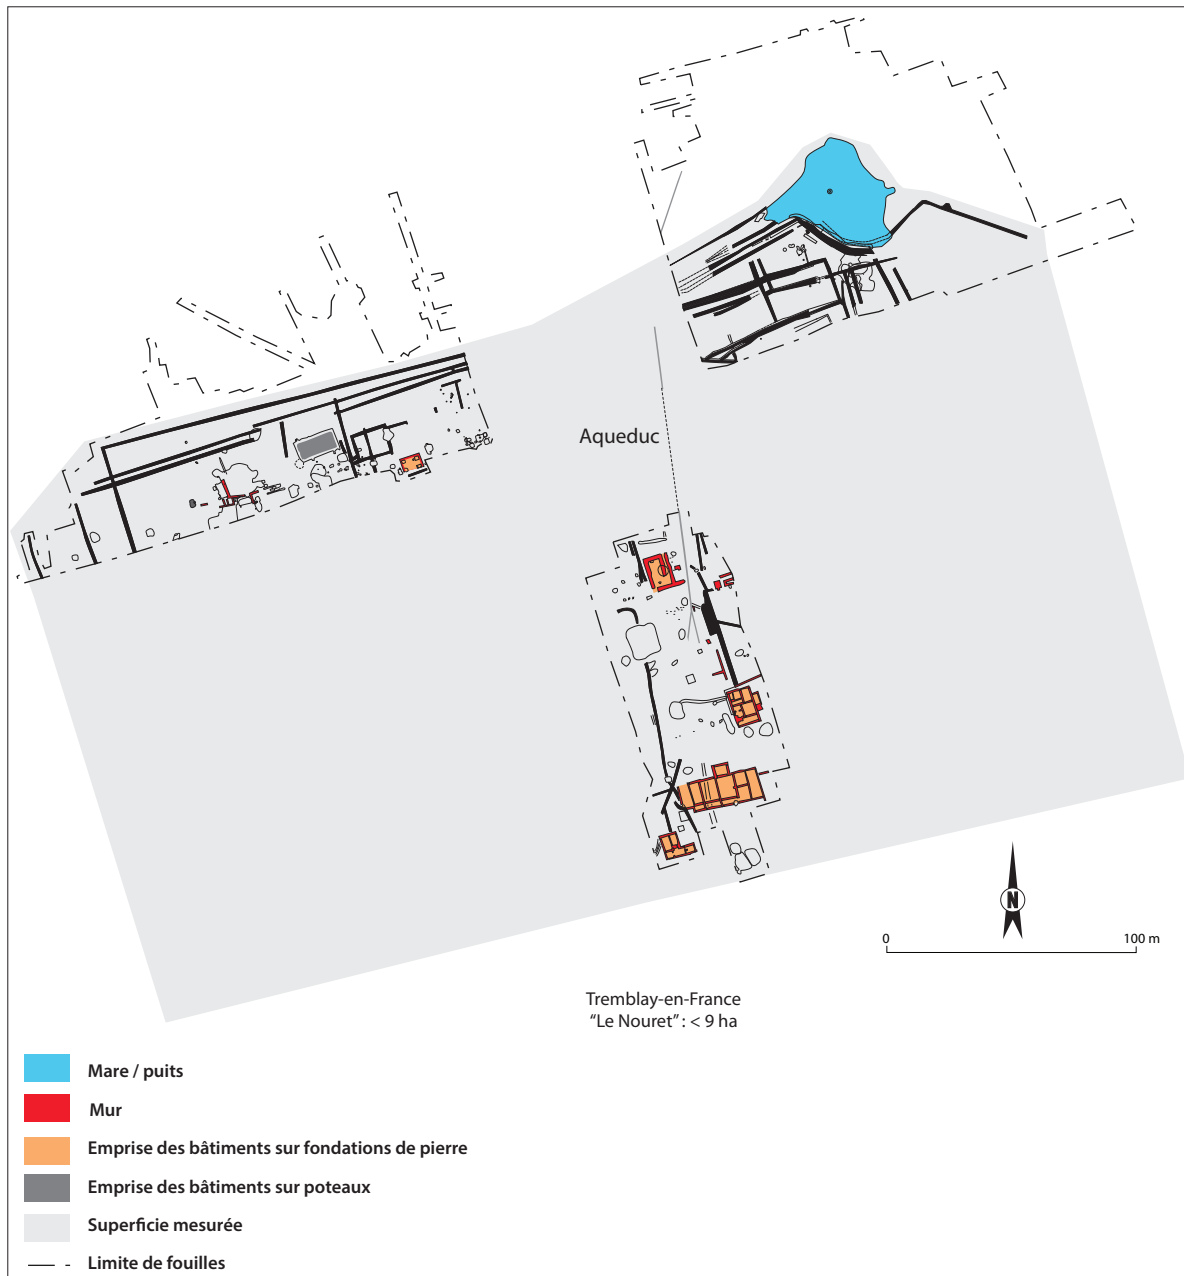 Aqueduc
N
0 100 m
Tremblay-en-France
“Le Nouret” : < 9 ha
Mare / puits
Mur
Emprise des bâtiments sur fondations de pierre
Emprise des bâtiments sur poteaux
Superficie mesurée
Limite de fouilles